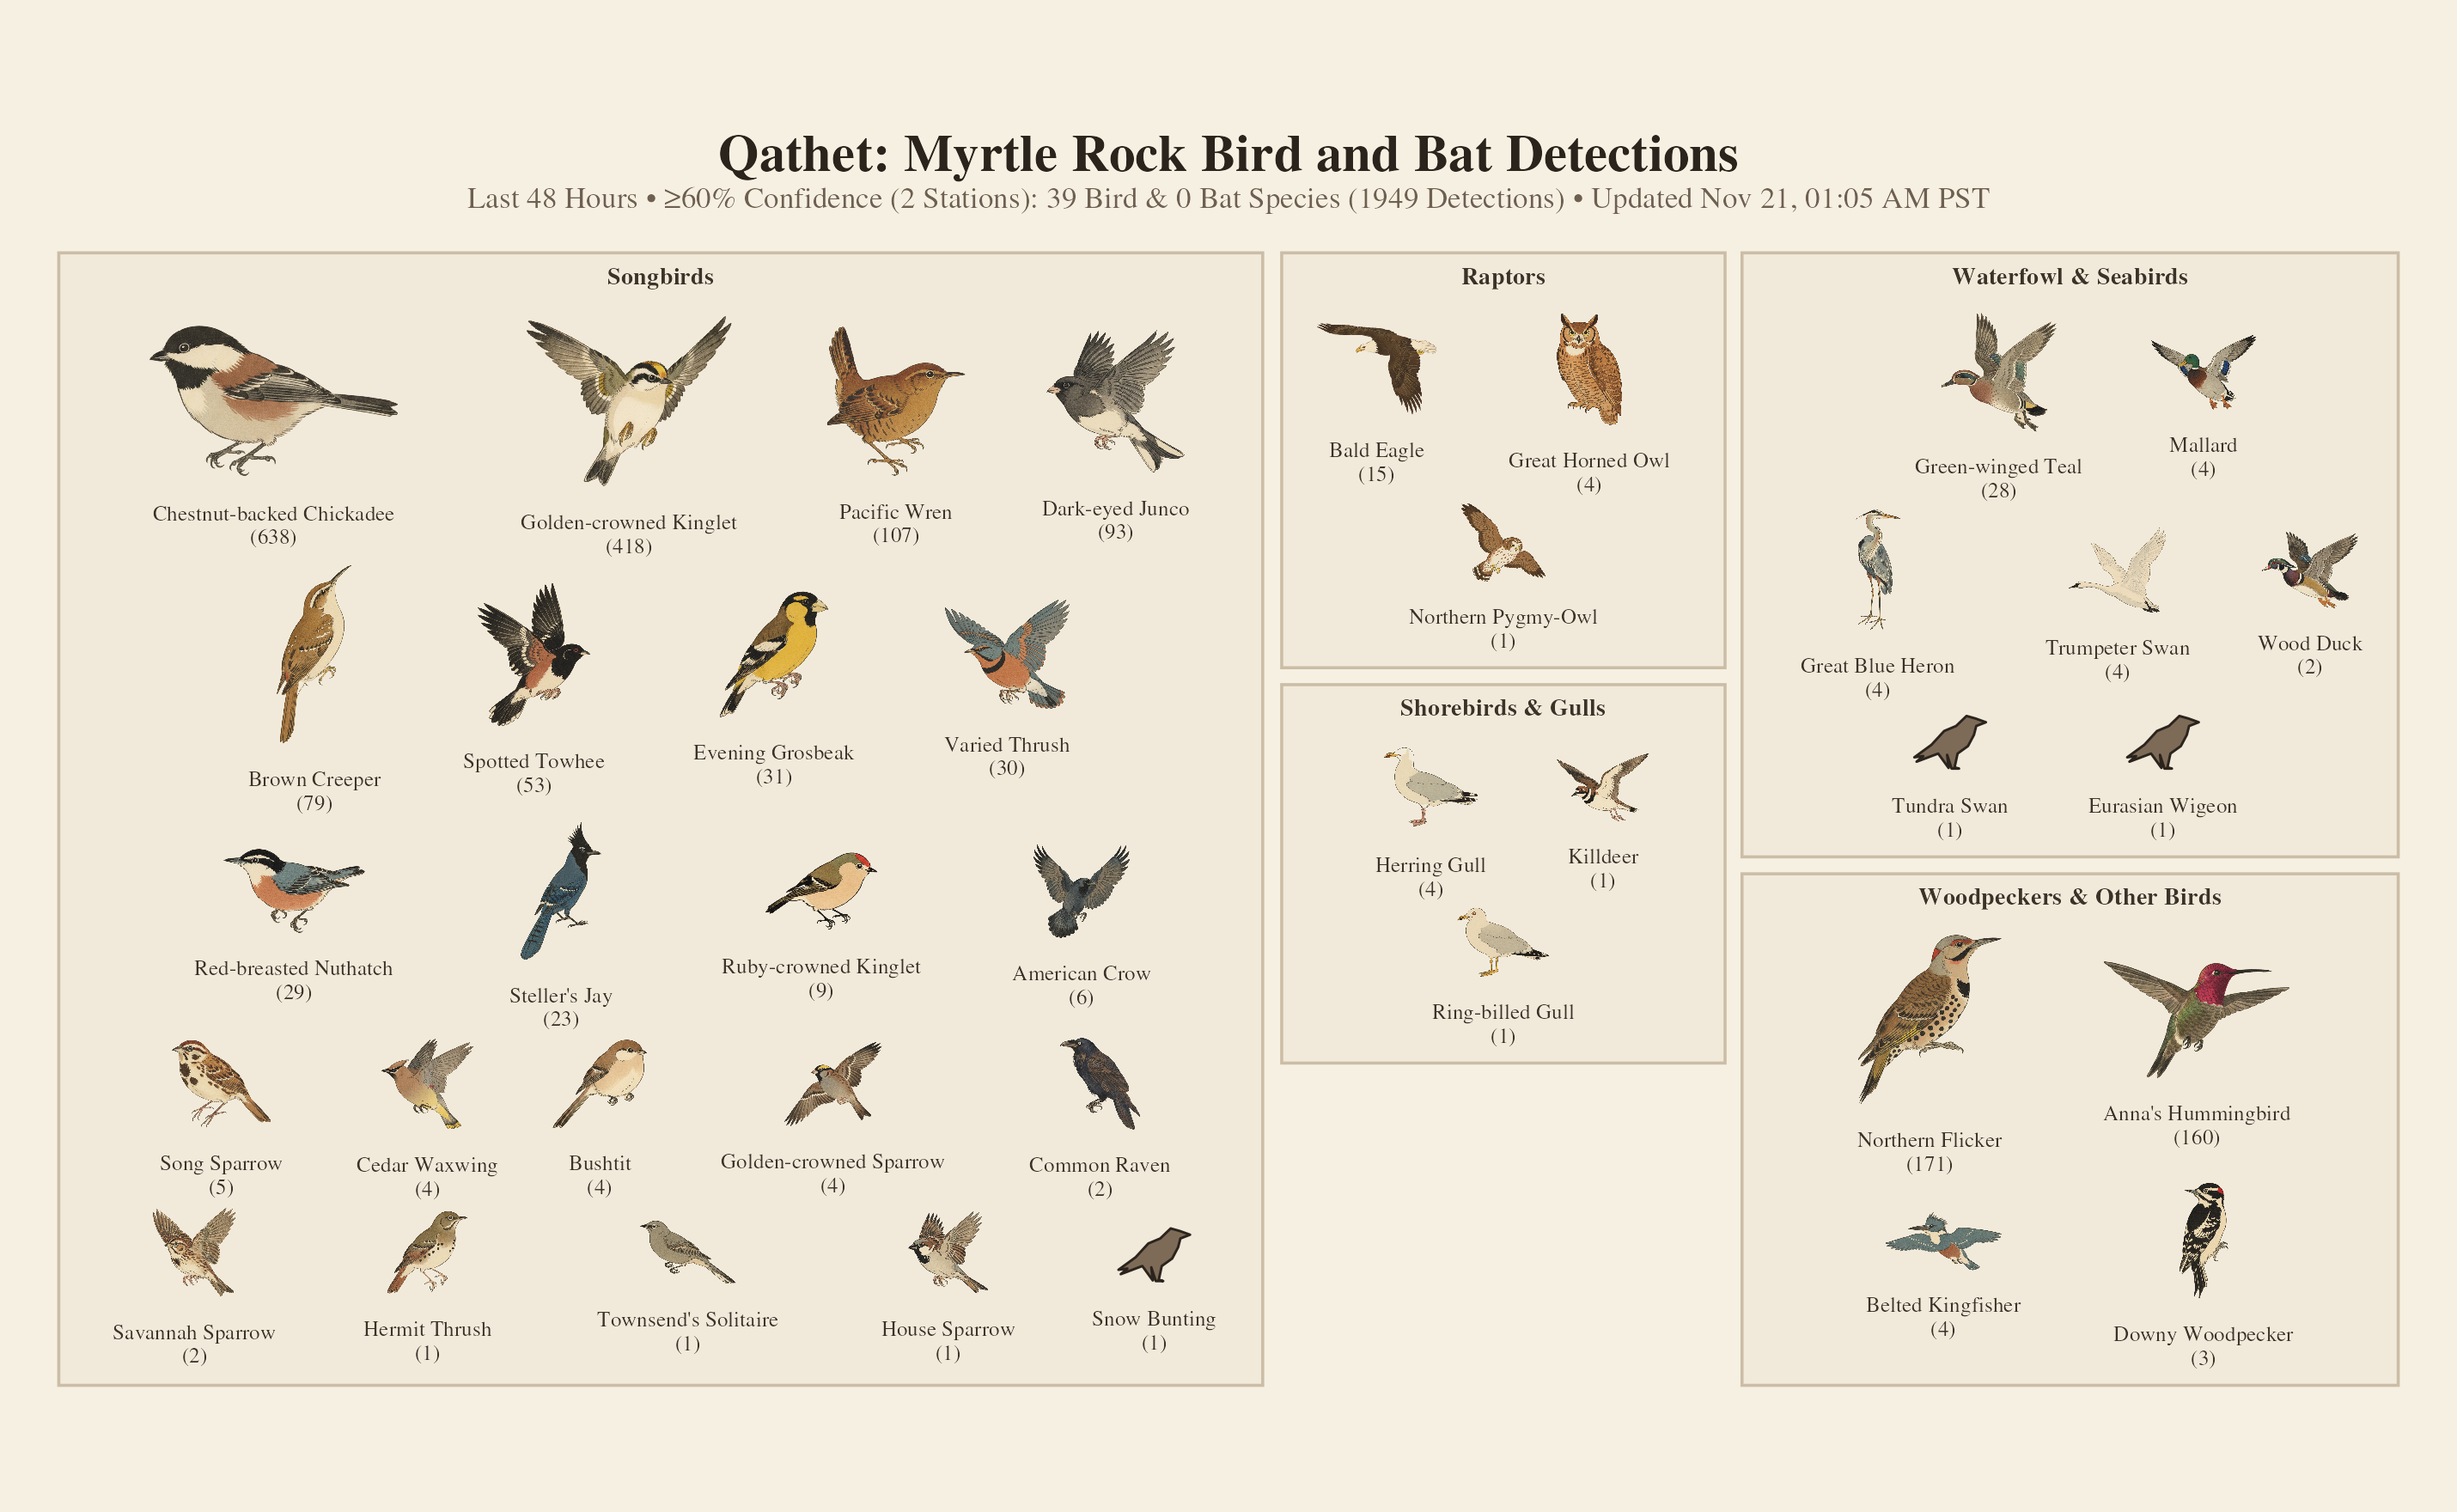 Qathet: Myrtle Rock Bird and Bat Detections
Last 48 Hours • ≥60% Confidence (2 Stations): 39 Bird & 0 Bat Species (1949 Detections) • Updated Nov 21, 01:05 AM PST
Songbirds
Chestnut-backed Chickadee
(638)
Golden-crowned Kinglet
(418)
Pacific Wren
(107)
Dark-eyed Junco
(93)
Brown Creeper
(79)
Spotted Towhee
(53)
Evening Grosbeak
(31)
Varied Thrush
(30)
Red-breasted Nuthatch
(29)
Steller's Jay
(23)
Ruby-crowned Kinglet
(9)
American Crow
(6)
Song Sparrow
(5)
Cedar Waxwing
(4)
Bushtit
(4)
Golden-crowned Sparrow
(4)
Common Raven
(2)
Savannah Sparrow
(2)
Hermit Thrush
(1)
Townsend's Solitaire
(1)
House Sparrow
(1)
Snow Bunting
(1)
Raptors
Bald Eagle
(15)
Great Horned Owl
(4)
Northern Pygmy-Owl
(1)
Shorebirds & Gulls
Herring Gull
(4)
Killdeer
(1)
Ring-billed Gull
(1)
Waterfowl & Seabirds
Green-winged Teal
(28)
Mallard
(4)
Great Blue Heron
(4)
Trumpeter Swan
(4)
Wood Duck
(2)
Tundra Swan
(1)
Eurasian Wigeon
(1)
Woodpeckers & Other Birds
Northern Flicker
(171)
Anna's Hummingbird
(160)
Belted Kingfisher
(4)
Downy Woodpecker
(3)